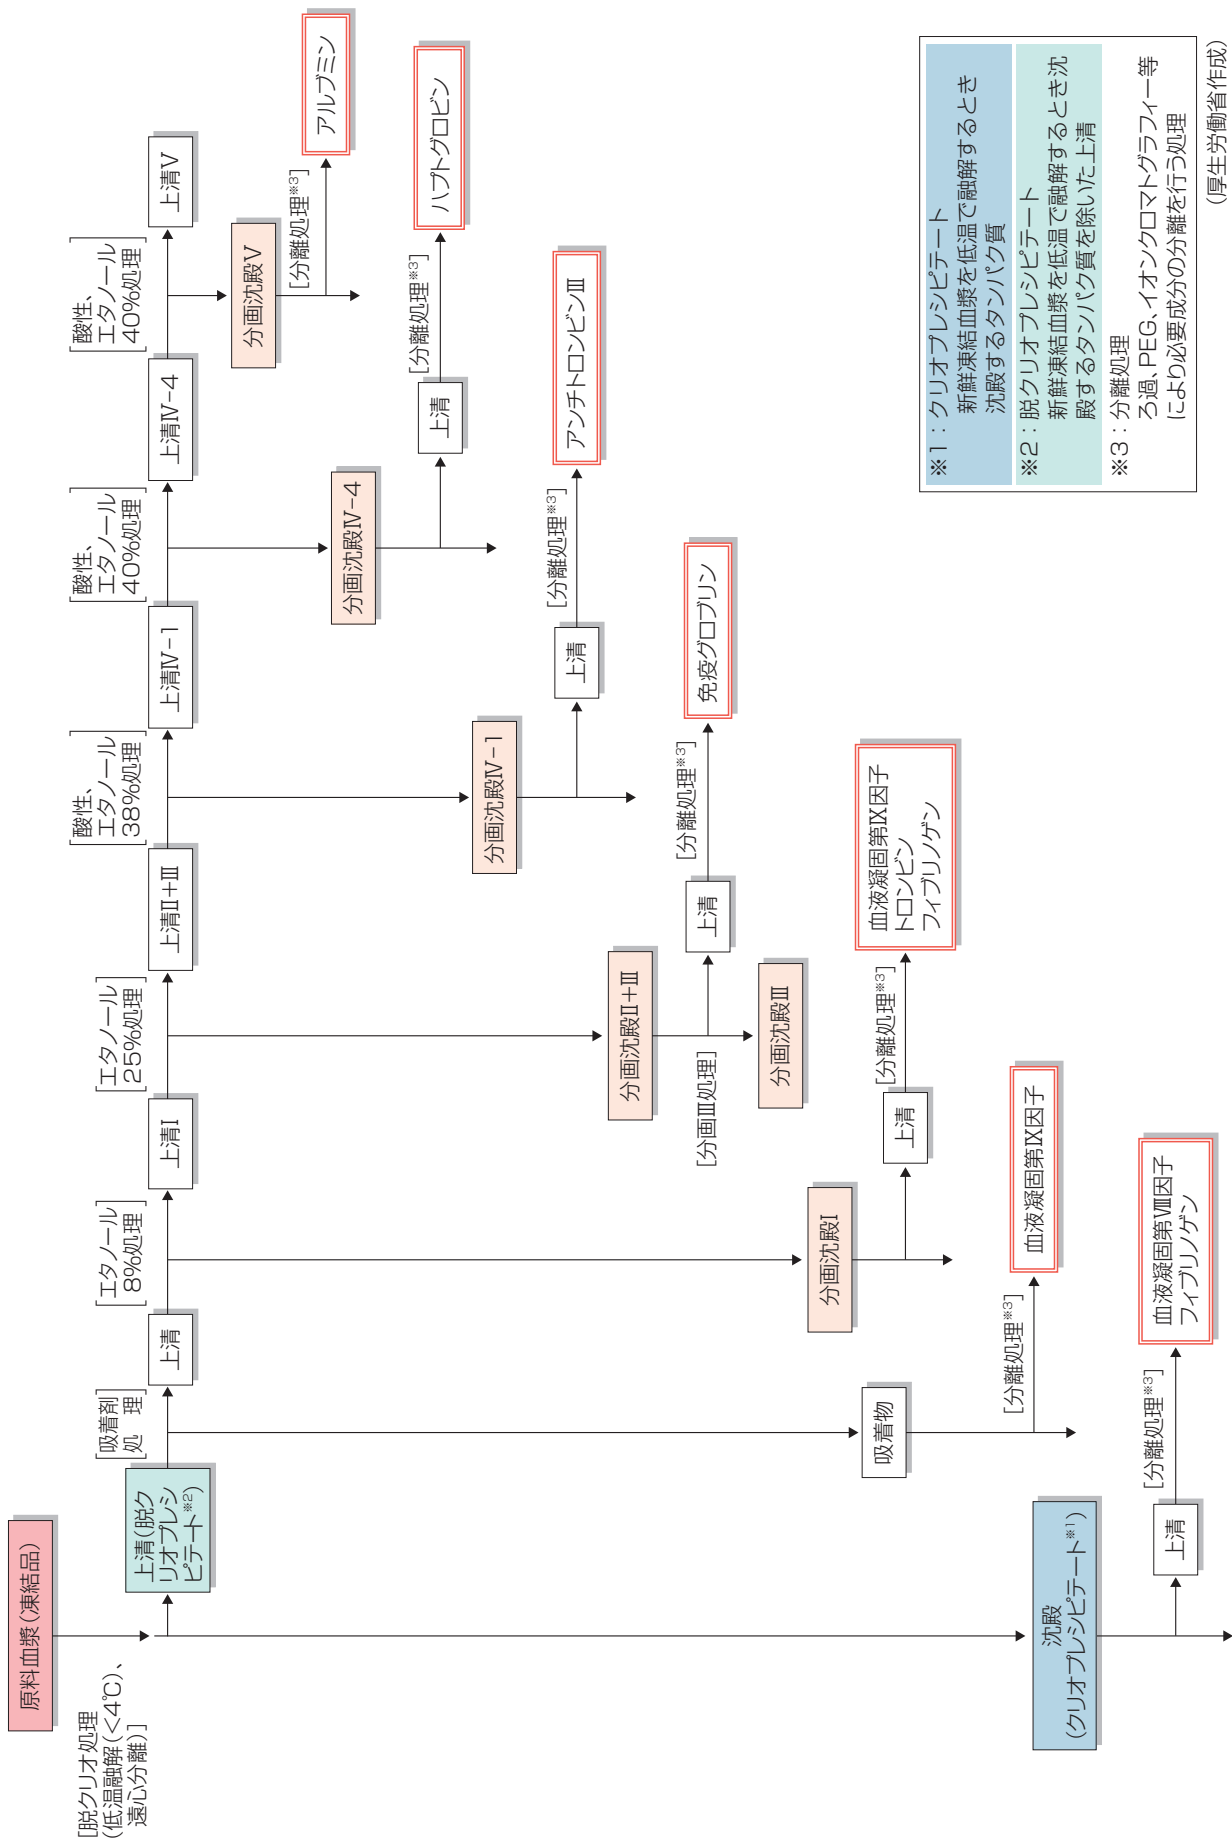 原料血漿（凍結品）
[脱クリオ処理
（低温融解（<4℃）、
遠心分離）]
上清（脱ク
リオプレシ
ピテート※2）
[吸着剤
処　理]
上清
[エタノール
8%処理]
上清Ⅰ
[エタノール
25%処理]
上清Ⅱ+Ⅲ
[酸性、
エタノール
38%処理]
上清Ⅳ-1
[酸性、
エタノール
40%処理]
上清Ⅳ-4
[酸性、
エタノール
40%処理]
上清Ⅴ
分画沈殿Ⅴ
[分離処理※3]
アルブミン
分画沈殿Ⅳ-4
上清
[分離処理※3]
ハプトグロビン
分画沈殿Ⅳ-1
上清
[分離処理※3]
アンチトロンビンⅢ
分画沈殿Ⅱ+Ⅲ
[分画Ⅲ処理]
上清
[分離処理※3]
免疫グロブリン
分画沈殿Ⅲ
分画沈殿Ⅰ
上清
[分離処理※3]
血液凝固第Ⅸ因子
トロンビン
フィブリノゲン
吸着物
[分離処理※3]
血液凝固第Ⅸ因子
沈殿
（クリオプレシピテート※1）
上清
[分離処理※3]
血液凝固第Ⅷ因子
フィブリノゲン
※1：クリオプレシピテート
新鮮凍結血漿を低温で融解するとき
沈殿するタンパク質
※2：脱クリオプレシピテート
新鮮凍結血漿を低温で融解するとき沈
殿するタンパク質を除いた上清
※3：分離処理
ろ過、PEG、イオンクロマトグラフィー等
により必要成分の分離を行う処理
（厚生労働省作成）